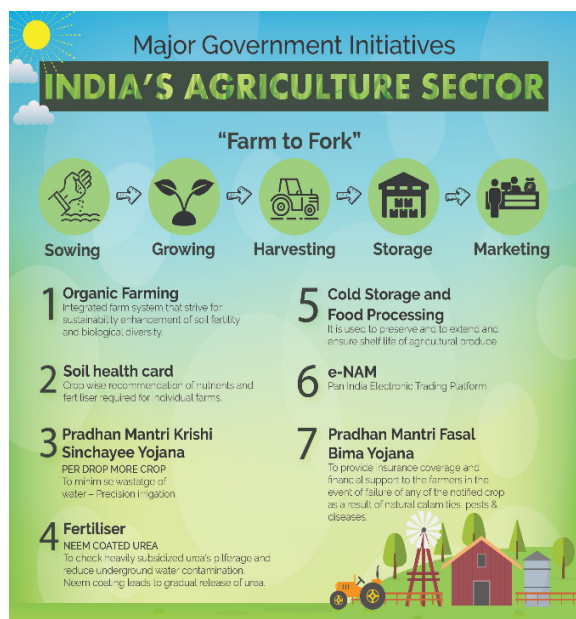 Major Government Initiatives
INDIA'S AGRICULTURE SECTOR
"Farm to Fork"
Sowing
Growing
Harvesting
Storage
Marketing
1 Organic Farming
Integrated farm system that strive for
sustainability enhancement of soil fertility
and biological diversity.
2 Soil health card
Crop wise recommendation of nutrients and
fertiliser required for individual farms.
3 Pradhan Mantri Krishi
Sinchayee Yojana
PER DROP MORE CROP
To minimise wastatge of
water – Precision irrigation
4 Fertiliser
NEEM COATED UREA
To check heavily subsidized urea's pilferage and
reduce underground water contamination.
Neem coating leads to gradual release of urea.
5 Cold Storage and
Food Processing
It is used to preserve and to extend and
ensure shelf life of agricultural produce
6 e-NAM
Pan India Electronic Trading Platform
7 Pradhan Mantri Fasal
Bima Yojana
To provide insurance coverage and
financial support to the farmers in the
event of failure of any of the notified crop
as a result of natural calamities, pests &
diseases.